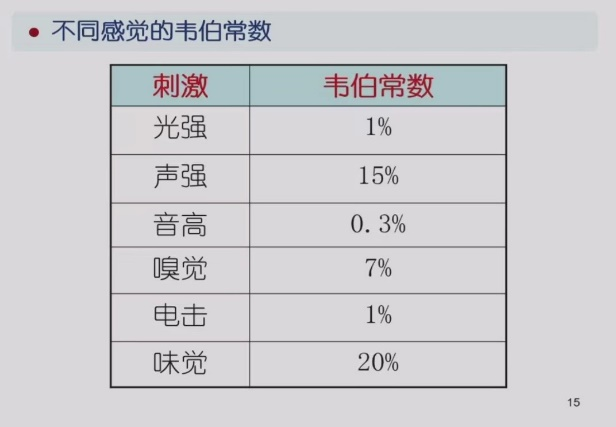 不同感觉的韦伯常数
刺激 韦伯常数
光强 1%
声强 15%
音高 0.3%
嗅觉 7%
电击 1%
味觉 20%
15